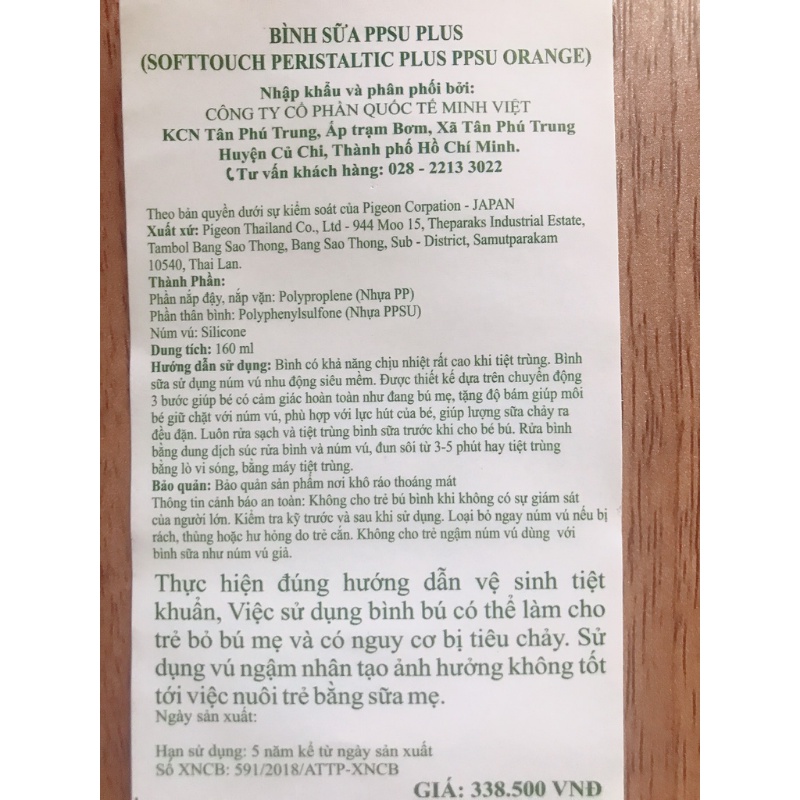 BÌNH SỮA PPSU PLUS
(SOFTTOUCH PERISTALTIC PLUS PPSU ORANGE)
Nhập khẩu và phân phối bởi:
CÔNG TY CỔ PHẦN QUỐC TẾ MINH VIỆT
KCN Tân Phú Trung, Ấp trạm Bơm, Xã Tân Phú Trung
Huyện Củ Chi, Thành phố Hồ Chí Minh.
Tư vấn khách hàng: 028 - 2213 3022
Theo bản quyền dưới sự kiểm soát của Pigeon Corpation - JAPAN
Xuất xứ: Pigeon Thailand Co., Ltd - 944 Moo 15, Theparaks Industrial Estate,
Tambol Bang Sao Thong, Bang Sao Thong, Sub - District, Samutparakam
10540, Thai Lan.
Thành Phần:
Phần nắp đậy, nắp vặn: Polyproplene (Nhựa PP)
Phần thân bình: Polyphenylsulfone (Nhựa PPSU)
Núm vú: Silicone
Dung tích: 160 ml
Hướng dẫn sử dụng: Bình có khả năng chịu nhiệt rất cao khi tiệt trùng. Bình
sữa sử dụng núm vú nhu động siêu mềm. Được thiết kế dựa trên chuyển động
3 bước giúp bé có cảm giác hoàn toàn như đang bú mẹ, tặng độ bám giúp môi
bé giữ chặt với núm vú, phù hợp với lực hút của bé, giúp lượng sữa chảy ra
đều đặn. Luôn rửa sạch và tiệt trùng bình sữa trước khi cho bé bú. Rửa bình
bằng dung dịch súc rửa bình và núm vú, đun sôi từ 3-5 phút hay tiệt trùng
bằng lò vi sóng, bằng máy tiệt trùng.
Bảo quản: Bảo quản sản phẩm nơi khô ráo thoáng mát
Thông tin cảnh báo an toàn: Không cho trẻ bú bình khi không có sự giám sát
của người lớn. Kiểm tra kỹ trước và sau khi sử dụng. Loại bỏ ngay núm vú nếu bị
rách, thủng hoặc hư hỏng do trẻ cắn. Không cho trẻ ngậm núm vú dùng với
bình sữa như núm vú giả.
Thực hiện đúng hướng dẫn vệ sinh tiệt
khuẩn, Việc sử dụng bình bú có thể làm cho
trẻ bỏ bú mẹ và có nguy cơ bị tiêu chảy. Sử
dụng vú ngậm nhân tạo ảnh hưởng không tốt
tới việc nuôi trẻ bằng sữa mẹ.
Ngày sản xuất:
Hạn sử dụng: 5 năm kể từ ngày sản xuất
Số XNCB: 591/2018/ATTP-XNCB
GIÁ: 338.500 VNĐ